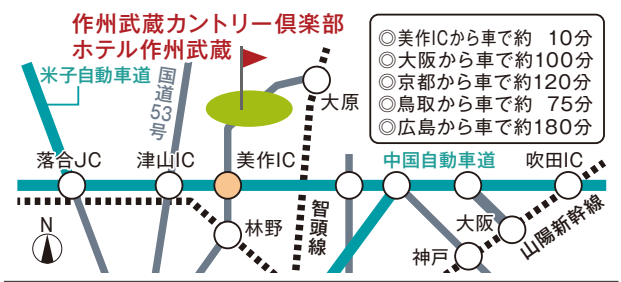 作州武蔵カントリー倶楽部
ホテル作州武蔵
◎美作ICから車で約 10分
◎大阪から車で約100分
◎京都から車で約120分
◎鳥取から車で約 75分
◎広島から車で約180分
米子自動車道
国道53号
大原
落合JC
津山IC
美作IC
中国自動車道
吹田IC
N
林野
智頭線
大阪
神戸
山陽新幹線